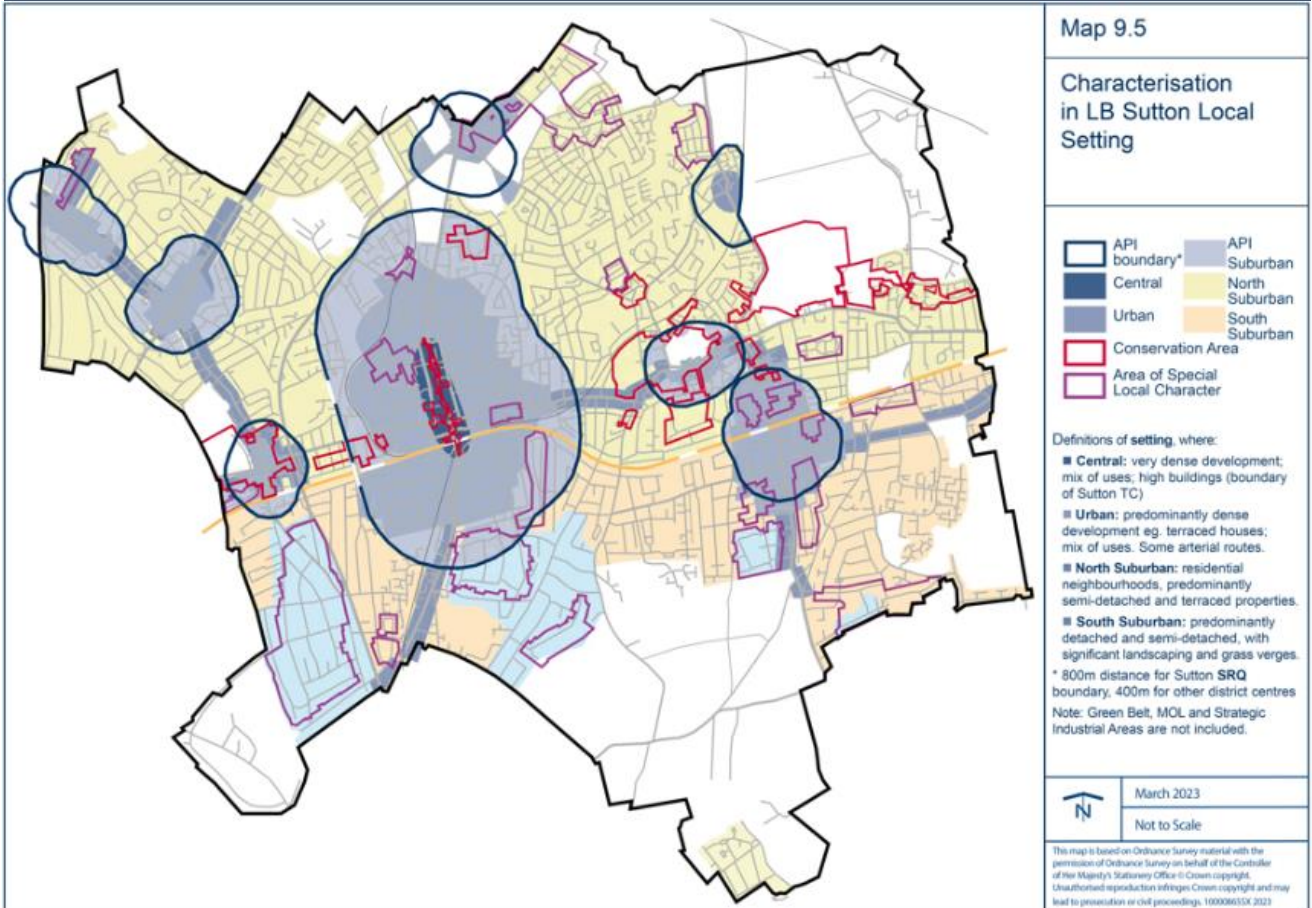 Map 9.5
Characterisation
in LB Sutton Local
Setting
API
boundary*
API
Suburban
Central
North
Suburban
Urban
South
Suburban
Conservation Area
Area of Special
Local Character
Definitions of setting, where:
■ Central: very dense development;
mix of uses; high buildings (boundary
of Sutton TC)
■ Urban: predominantly dense
development eg. terraced houses;
mix of uses. Some arterial routes.
■ North Suburban: residential
neighbourhoods, predominantly
semi-detached and terraced properties.
■ South Suburban: predominantly
detached and semi-detached, with
significant landscaping and grass verges.
* 800m distance for Sutton SRQ
boundary, 400m for other district centres
Note: Green Belt, MOL and Strategic
Industrial Areas are not included.
N
March 2023
Not to Scale
This map is based on Ordnance Survey material with the
permission of Ordnance Survey on behalf of the Controller
of Her Majesty's Stationery Office © Crown copyright.
Unauthorised reproduction infringes Crown copyright and may
lead to prosecution or civil proceedings. 2023